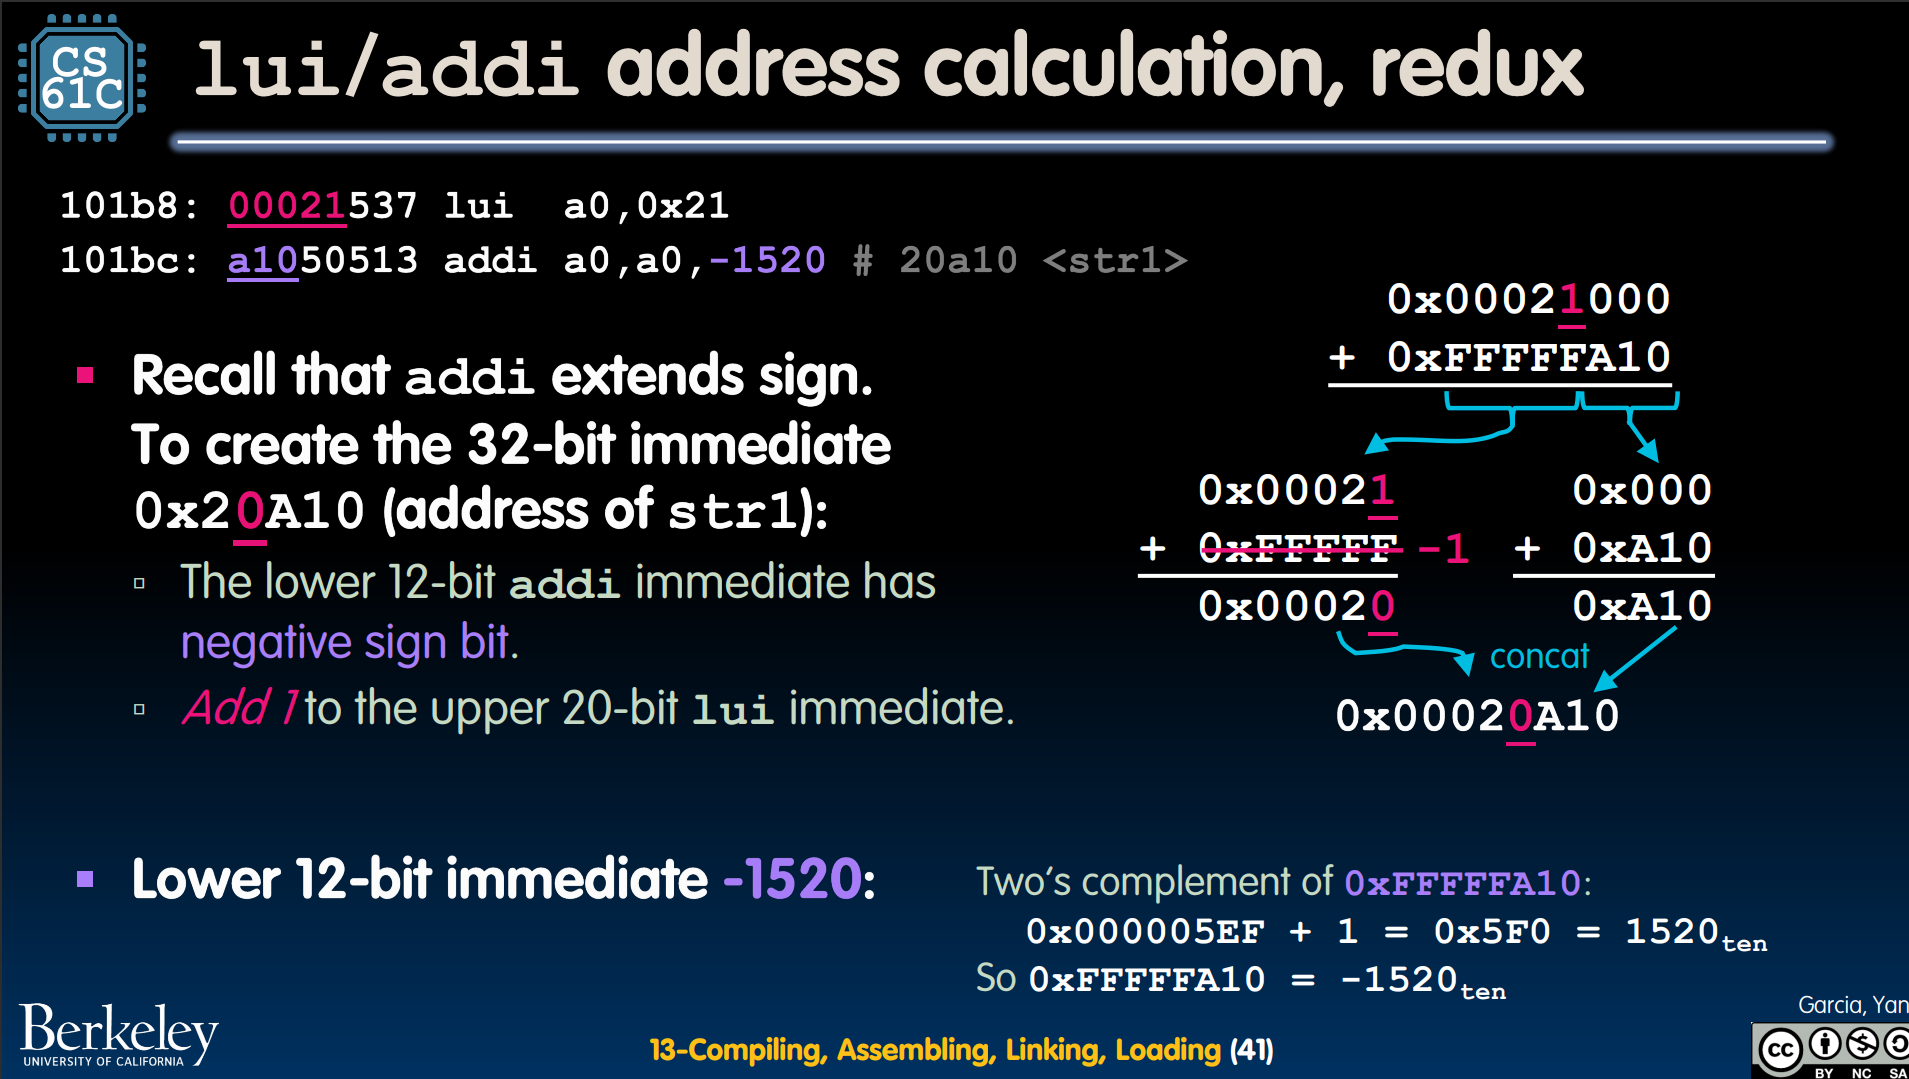 CS
61C
lui/addi address calculation, redux
101b8: 00021537 lui a0,0x21
101bc: a1050513 addi a0,a0,-1520 # 20a10 <str1>
Recall that addi extends sign.
To create the 32-bit immediate
0x20A10 (address of str1):
The lower 12-bit addi immediate has
negative sign bit.
Add 1 to the upper 20-bit lui immediate.
0x00021000
+ 0xFFFFFA10
0x00021
+ 0xFFFFF -1
0x00020
0x000
+ 0xA10
0xA10
concat
0x00020A10
Lower 12-bit immediate -1520:
Two's complement of 0xFFFFFA10:
0x000005EF + 1 = 0x5F0 = 1520ten
So 0xFFFFFA10 = -1520ten
Berkeley
UNIVERSITY OF CALIFORNIA
13-Compiling, Assembling, Linking, Loading (41)
Garcia, Yan
cc
BY NC SA